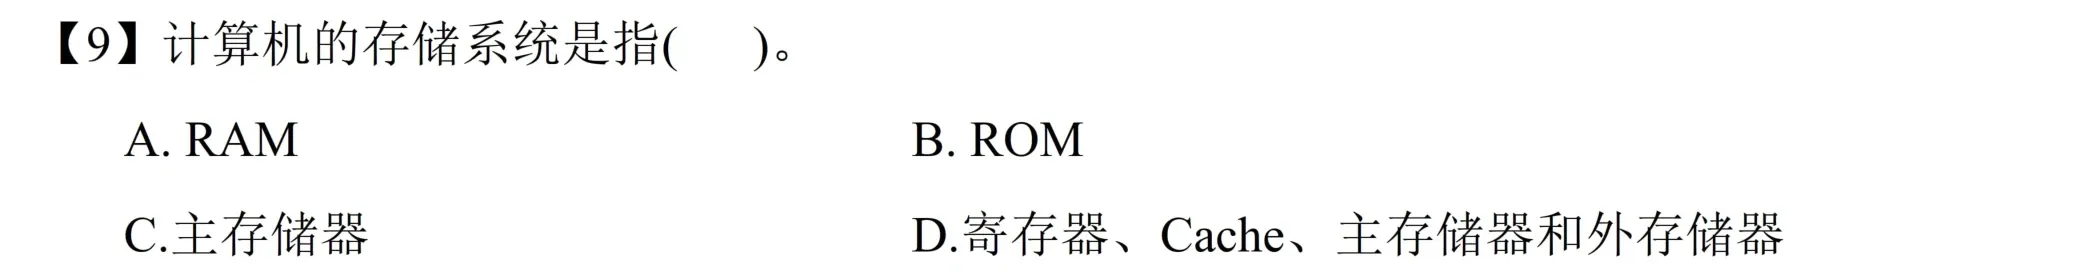 【9】计算机的存储系统是指(    )。
A. RAM    B. ROM
C.主存储器    D.寄存器、Cache、主存储器和外存储器